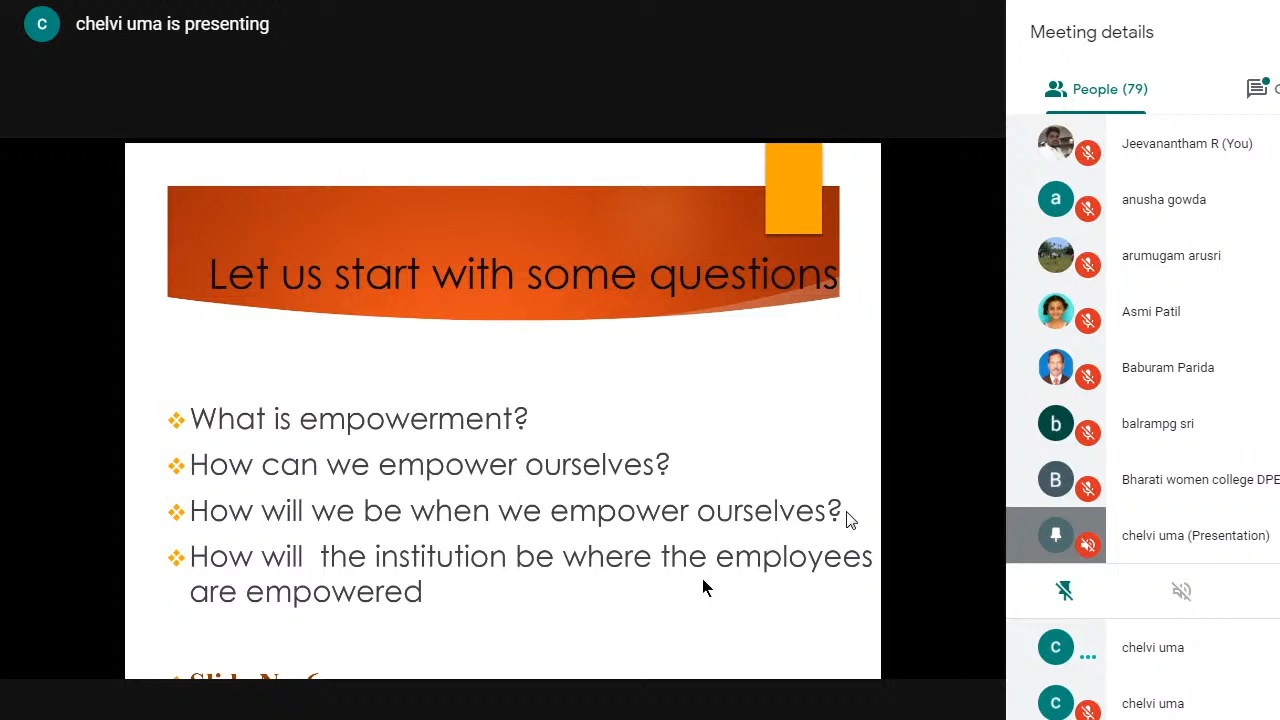 C
chelvi uma is presenting
Meeting details
People (79)
Let us start with some questions
What is empowerment?
How can we empower ourselves?
How will we be when we empower ourselves?
How will the institution be where the employees
are empowered
Jeevanantham R (You)
a
anusha gowda
arumugam arusri
Asmi Patil
Baburam Parida
b
balrampg sri
B
Bharati women college DPE
chelvi uma (Presentation)
C
chelvi uma
C
chelvi uma